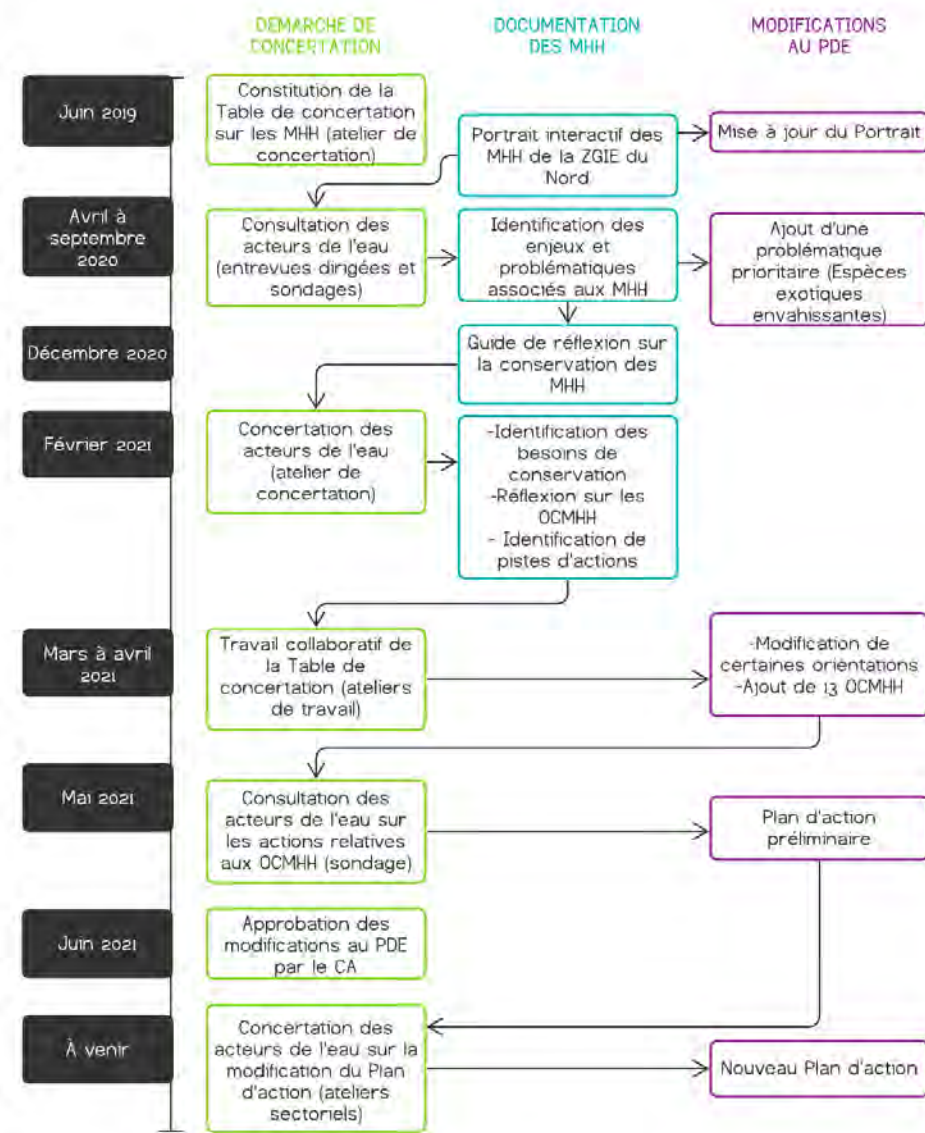 DÉMARCHE DE
CONCERTATION
DOCUMENTATION
DES MHH
MODIFICATIONS
AU PDE
Juin 2019
Constitution de la
Table de concertation
sur les MHH (atelier de
concertation)
Portrait interactif des
MHH de la ZGIE du
Nord
Mise à jour du Portrait
Avril à
septembre
2020
Consultation des
acteurs de l'eau
(entrevues dirigées et
sondages)
Identification des
enjeux et
problématiques
associés aux MHH
Ajout d'une
problématique
prioritaire (Espèces
exotiques
envahissantes)
Décembre 2020
Guide de réflexion sur
la conservation des
MHH
Février 2021
Concertation des
acteurs de l'eau
(atelier de
concertation)
-Identification des
besoins de
conservation
-Réflexion sur les
OCMHH
- Identification de
pistes d'actions
Mars à avril
2021
Travail collaboratif de
la Table de
concertation (ateliers
de travail)
-Modification de
certaines orientations
-Ajout de 13 OCMHH
Mai 2021
Consultation des
acteurs de l'eau sur
les actions relatives
aux OCMHH (sondage)
Plan d'action
préliminaire
Juin 2021
Approbation des
modifications au PDE
par le CA
À venir
Concertation des
acteurs de l'eau sur la
modification du Plan
d'action (ateliers
sectoriels)
Nouveau Plan d'action